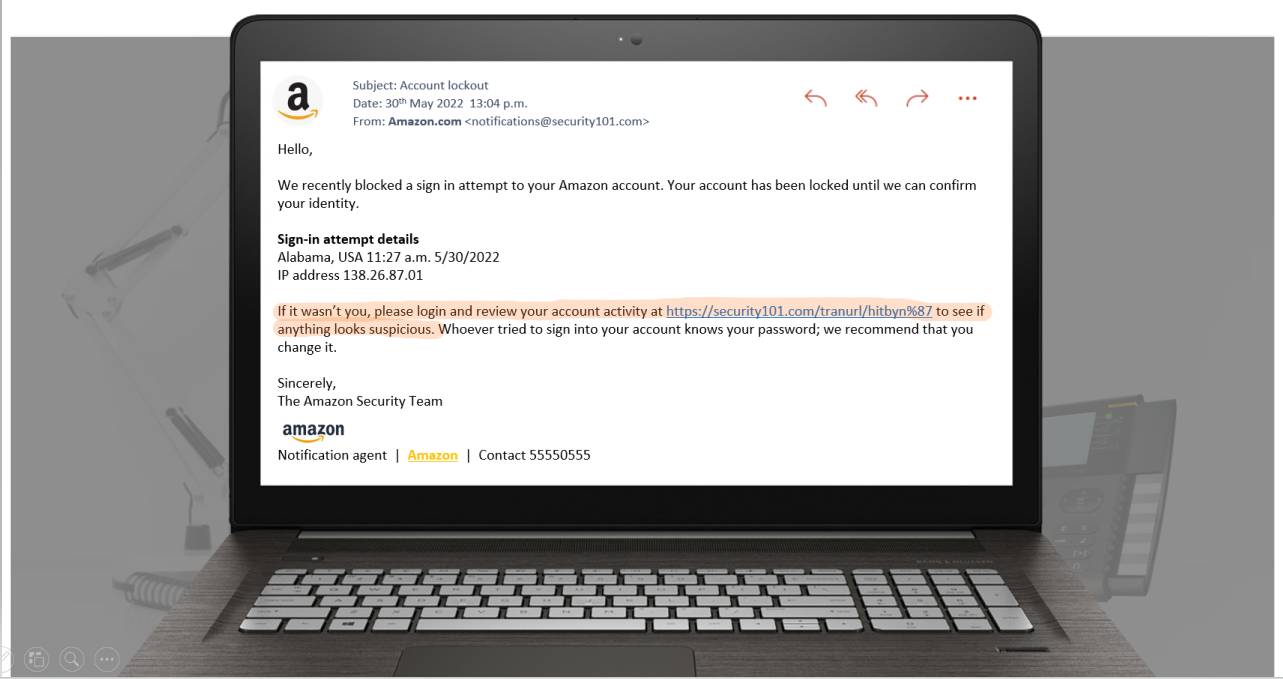 a
Subject: Account lockout
Date: 30th May 2022 13:04 p.m.
From: Amazon.com <notifications@security101.com>
Hello,
We recently blocked a sign in attempt to your Amazon account. Your account has been locked until we can confirm
your identity.
Sign-in attempt details
Alabama, USA 11:27 a.m. 5/30/2022
IP address 138.26.87.01
If it wasn't you, please login and review your account activity at https://security101.com/tranurl/hitbyn%87 to see if
anything looks suspicious. Whoever tried to sign into your account knows your password; we recommend that you
change it.
Sincerely,
The Amazon Security Team
amazon
Notification agent | Amazon | Contact 55550555